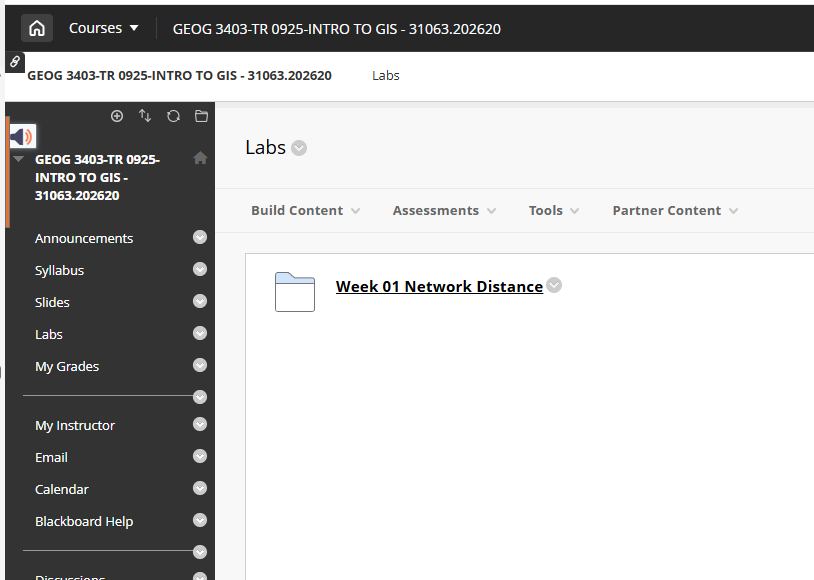 Courses
GEOG 3403-TR 0925-INTRO TO GIS - 31063.202620
GEOG 3403-TR 0925-INTRO TO GIS - 31063.202620
Labs
GEOG 3403-TR 0925-
INTRO TO GIS -
31063.202620
Announcements
Syllabus
Slides
Labs
My Grades
My Instructor
Email
Calendar
Blackboard Help
Discussions
Labs
Build Content
Assessments
Tools
Partner Content
Week 01 Network Distance